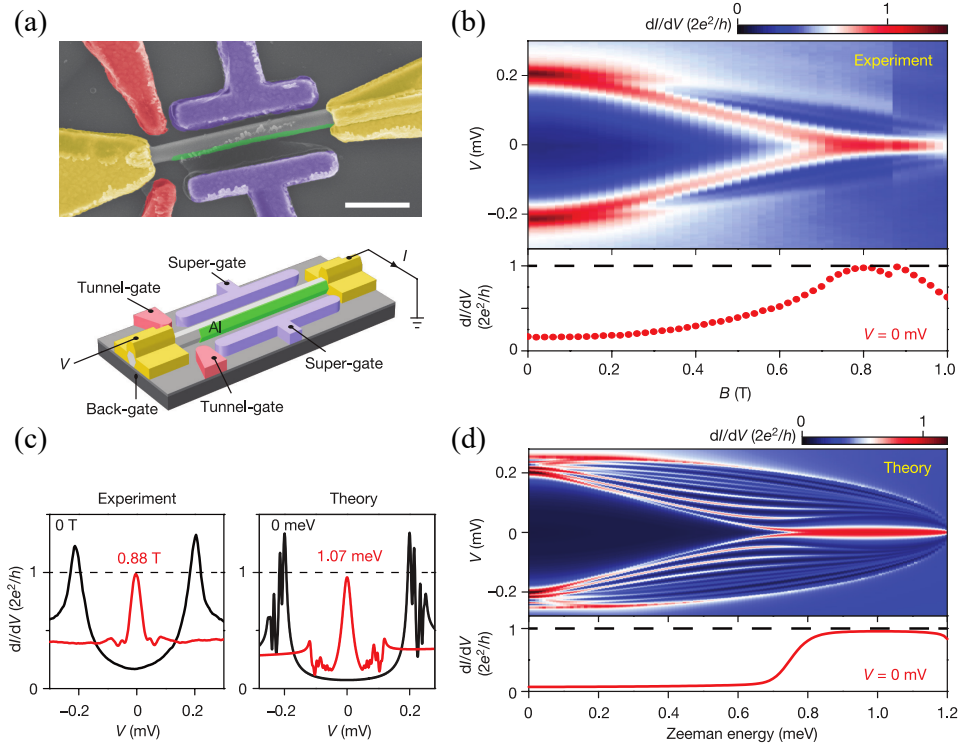 (a)
Super-gate
Tunnel-gate
Al
I
V
Super-gate
Back-gate
Tunnel-gate
(b)
dI/dV (2e²/h)
0
1
Experiment
V (mV)
0.2
0
−0.2
dI/dV
(2e²/h)
1
0
V = 0 mV
0
0.2
0.4
0.6
0.8
1.0
B (T)
(c)
Experiment
0 T
0.88 T
dI/dV (2e²/h)
1
0
−0.2
0
0.2
V (mV)
Theory
0 meV
1.07 meV
1
0
−0.2
0
0.2
V (mV)
(d)
dI/dV (2e²/h)
0
1
Theory
V (mV)
0.2
0
−0.2
dI/dV
(2e²/h)
1
0
V = 0 mV
0
0.2
0.4
0.6
0.8
1.0
1.2
Zeeman energy (meV)